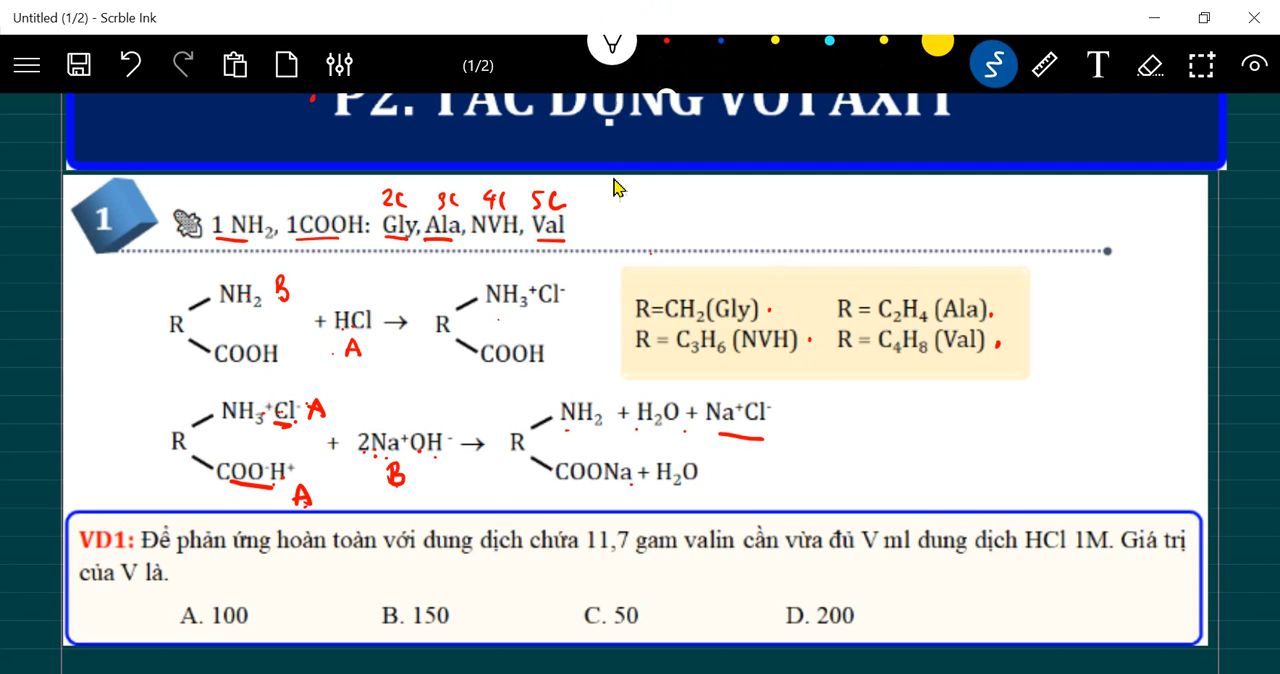 Untitled (1/2) - Scrble Ink
(1/2)
T
P2. TÁC DỤNG VỚI AXIT
2C 3C 4C 5C
1
1 NH₂, 1COOH: Gly, Ala, NVH, Val
NH₂ B
R + HCl → R
A
COOH
NH₃⁺Cl⁻
COOH
R=CH₂(Gly) R = C₂H₄ (Ala)
R = C₃H₆ (NVH) R = C₄H₈ (Val)
NH₃⁺Cl⁻ A NH₂ + H₂O + Na⁺Cl⁻
R + 2Na⁺OH⁻ → R
COO⁻H⁺ B COONa + H₂O
A
VD1: Để phản ứng hoàn toàn với dung dịch chứa 11,7 gam valin cần vừa đủ V ml dung dịch HCl 1M. Giá trị
của V là.
A. 100 B. 150 C. 50 D. 200